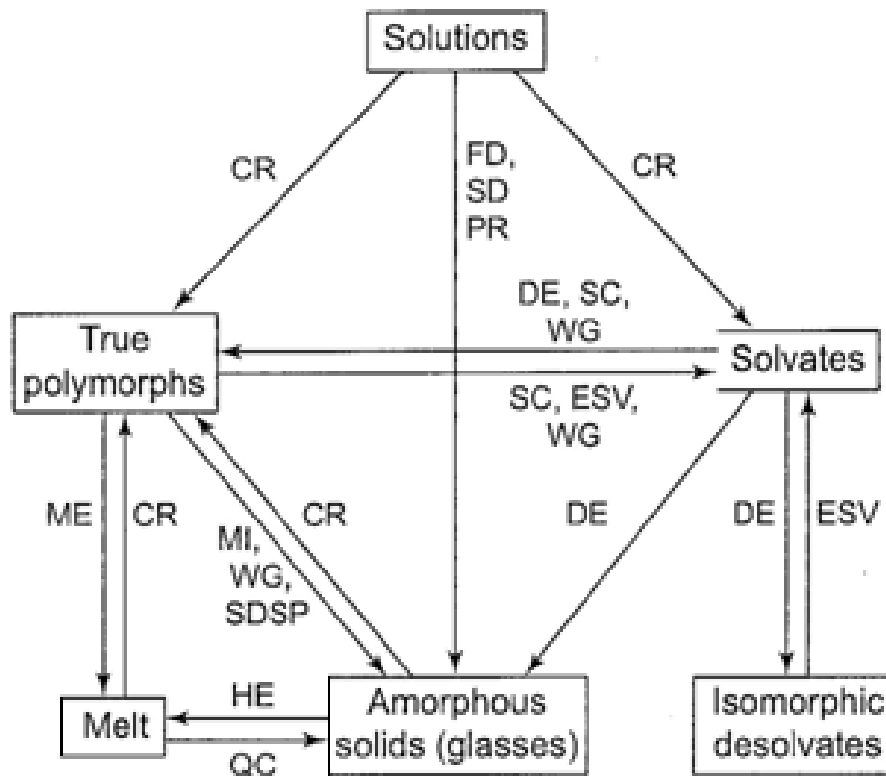 Solutions
CR
FD,
SD
PR
CR
DE, SC,
WG
True
polymorphs
Solvates
SC, ESV,
WG
ME
CR
MI,
WG,
SDSP
CR
DE
DE
ESV
HE
Melt
QC
Amorphous
solids (glasses)
Isomorphic
desolvates